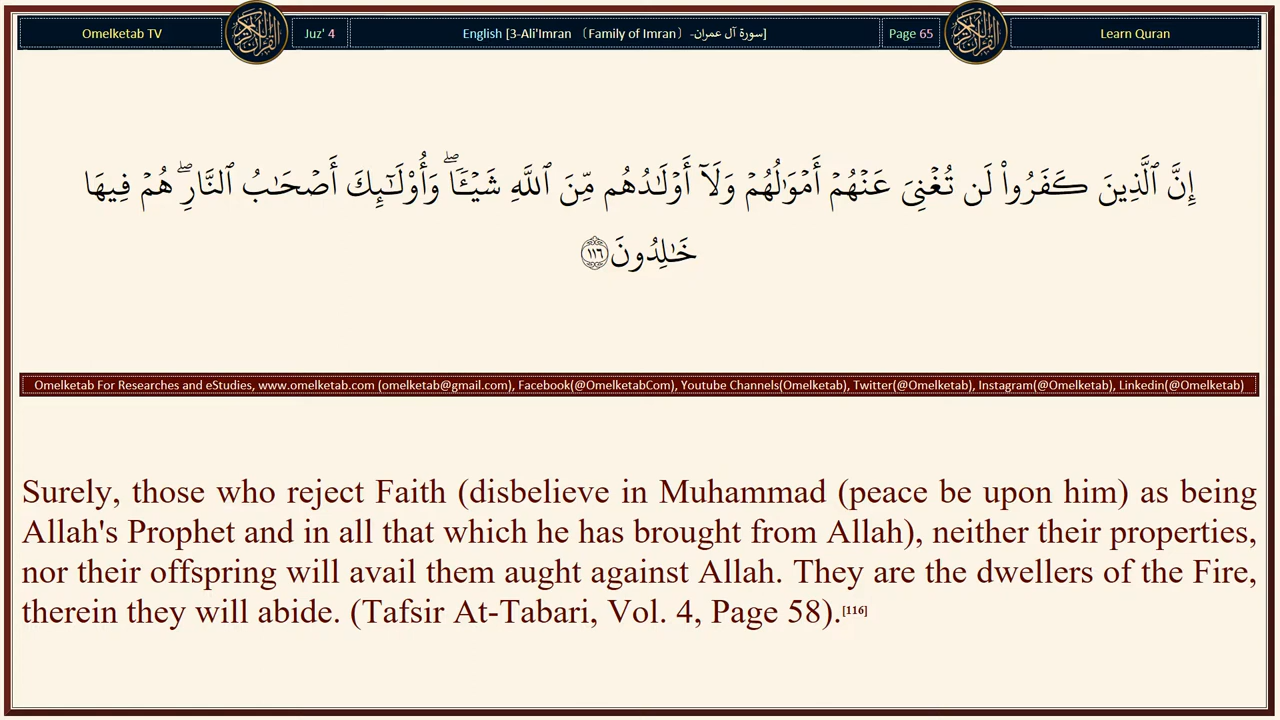 Omelketab TV
Juz' 4
English [3-Ali'Imran （Family of Imran）-سورة آل عمران]
Page 65
Learn Quran
إِنَّ ٱلَّذِينَ كَفَرُوا۟ لَن تُغْنِىَ عَنْهُمْ أَمْوَٰلُهُمْ وَلَآ أَوْلَـٰدُهُم مِّنَ ٱللَّهِ شَيْـًٔا ۖ وَأُو۟لَـٰٓئِكَ أَصْحَـٰبُ ٱلنَّارِ ۖ هُمْ فِيهَا
خَـٰلِدُونَ ١١٦
Omelketab For Researches and eStudies, www.omelketab.com (omelketab@gmail.com), Facebook(@OmelketabCom), Youtube Channels(Omelketab), Twitter(@Omelketab), Instagram(@Omelketab), Linkedin(@Omelketab)
Surely, those who reject Faith (disbelieve in Muhammad (peace be upon him) as being
Allah's Prophet and in all that which he has brought from Allah), neither their properties,
nor their offspring will avail them aught against Allah. They are the dwellers of the Fire,
therein they will abide. (Tafsir At-Tabari, Vol. 4, Page 58).[116]